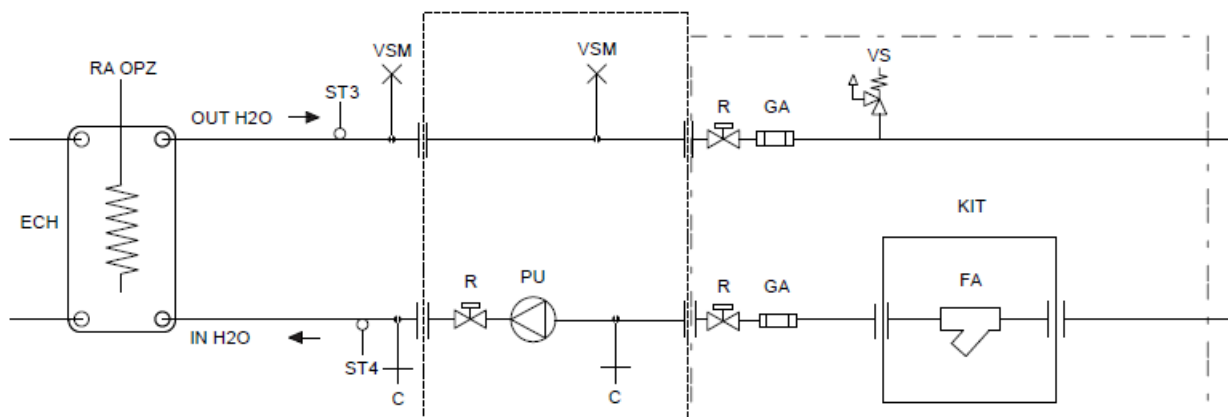 VSM
VSM
VS
RA OPZ
ST3
OUT H2O
R
GA
ECH
KIT
R
PU
R
GA
FA
IN H2O
ST4
C
C